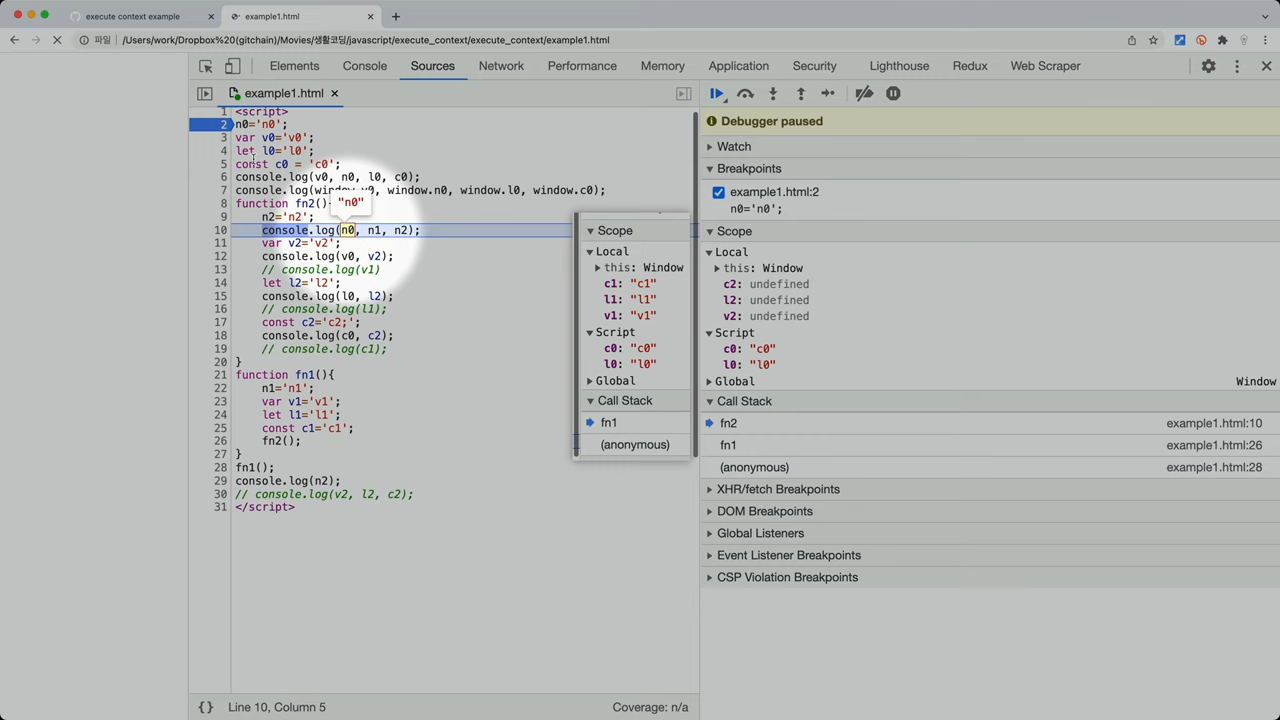 execute context example
example1.html
파일
/Users/work/Dropbox%20(gitchain)/Movies/생활코딩/javascript/execute_context/execute_context/example1.html
Elements Console Sources Network Performance Memory Application Security Lighthouse Redux Web Scraper
example1.html
1 <script>
2 n0='n0';
3 var v0='v0';
4 let l0='l0';
5 const c0 = 'c0';
6 console.log(v0, n0, l0, c0);
7 console.log(window.v0, window.n0, window.l0, window.c0);
8 function fn2()
"n0"
9 n2='n2';
10 console.log(n0, n1, n2);
11 var v2='v2';
12 console.log(v0, v2);
13 // console.log(v1)
14 let l2='l2';
15 console.log(l0, l2);
16 // console.log(l1);
17 const c2='c2;';
18 console.log(c0, c2);
19 // console.log(c1);
20 }
21 function fn1(){
22 n1='n1';
23 var v1='v1';
24 let l1='l1';
25 const c1='c1';
26 fn2();
27 }
28 fn1();
29 console.log(n2);
30 // console.log(v2, l2, c2);
31 </script>
Scope
Local
this: Window
c1: "c1"
l1: "l1"
v1: "v1"
Script
c0: "c0"
l0: "l0"
Global
Call Stack
fn1
(anonymous)
Debugger paused
Watch
Breakpoints
example1.html:2
n0='n0';
Scope
Local
this: Window
c2: undefined
l2: undefined
v2: undefined
Script
c0: "c0"
l0: "l0"
Global Window
Call Stack
fn2 example1.html:10
fn1 example1.html:26
(anonymous) example1.html:28
XHR/fetch Breakpoints
DOM Breakpoints
Global Listeners
Event Listener Breakpoints
CSP Violation Breakpoints
{} Line 10, Column 5 Coverage: n/a